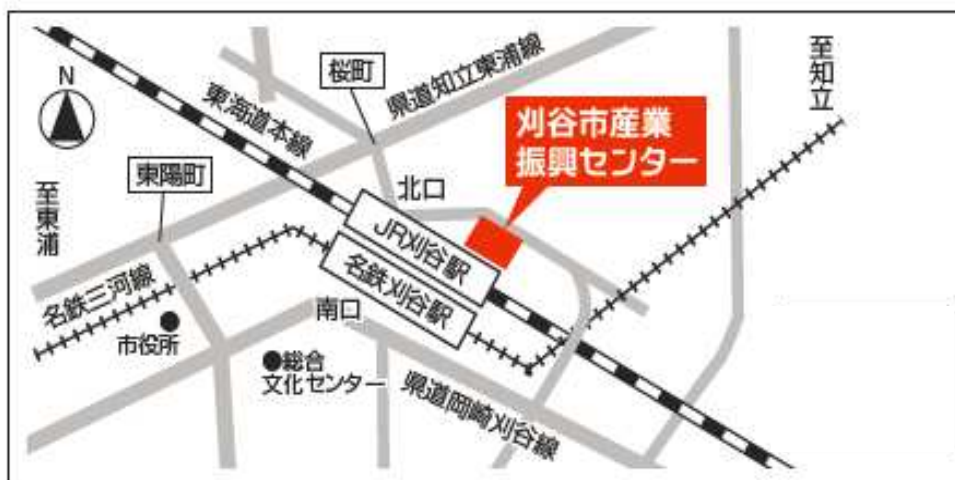 N
桜町
県道知立東浦線
至知立
東海道本線
刈谷市産業
振興センター
東陽町
北口
至東浦
JR刈谷駅
名鉄刈谷駅
名鉄三河線
南口
市役所
総合
文化センター
県道岡崎刈谷線